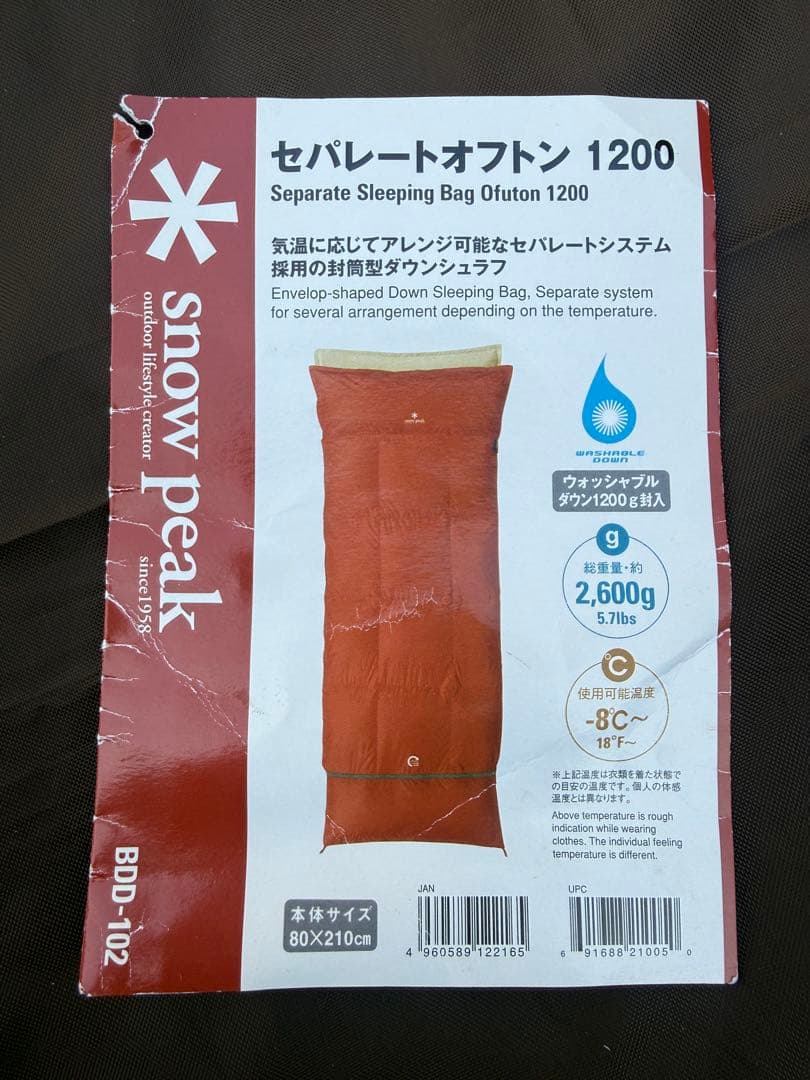 セパレートオフトン 1200
Separate Sleeping Bag Ofuton 1200
気温に応じてアレンジ可能なセパレートシステム
採用の封筒型ダウンシュラフ
Envelop-shaped Down Sleeping Bag, Separate system
for several arrangement depending on the temperature.
snow peak
outdoor lifestyle creator
since1958
BDD-102
WASHABLE
DOWN
ウォッシャブル
ダウン1200g封入
g
総重量・約
2,600g
5.7lbs
℃
使用可能温度
-8℃~
18°F~
※上記温度は衣類を着た状態で
の目安の温度です。個人の体感
温度とは異なります。
Above temperature is rough
indication while wearing
clothes. The individual feeling
temperature is different.
本体サイズ
80×210cm
JAN
4 960589 122165
UPC
6 91688 21005 0